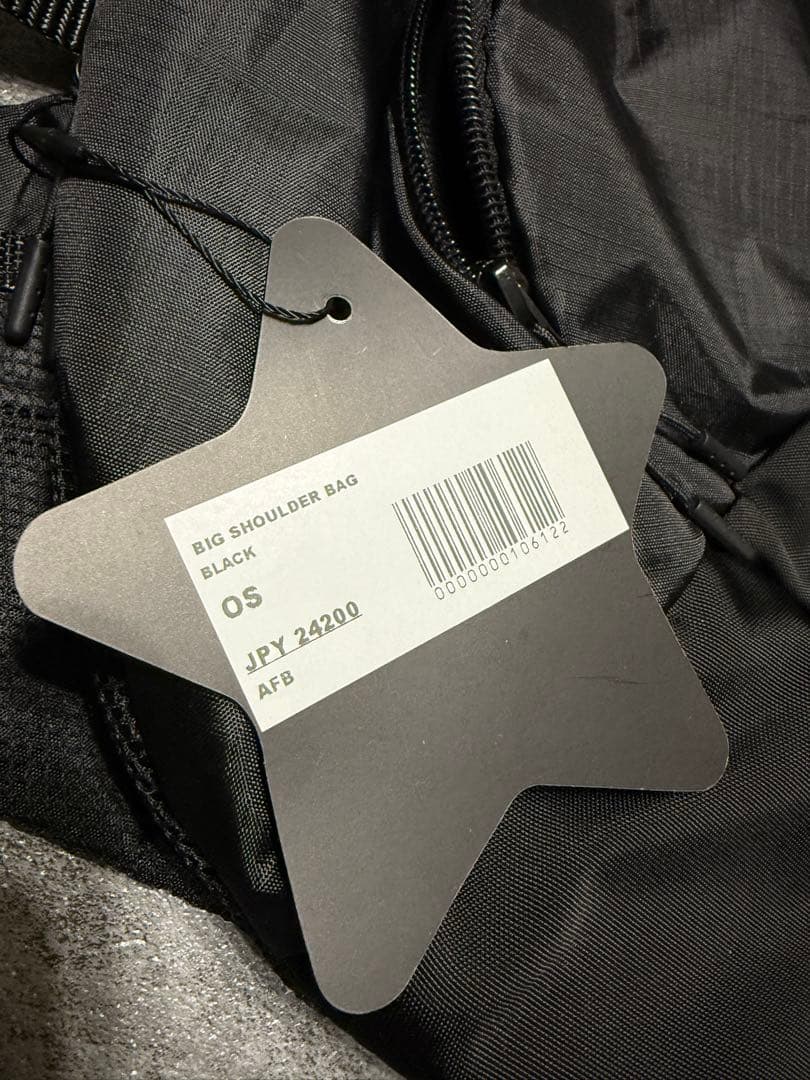 BIG SHOULDER BAG
BLACK
OS
JPY 24200
AFB
0000000106122